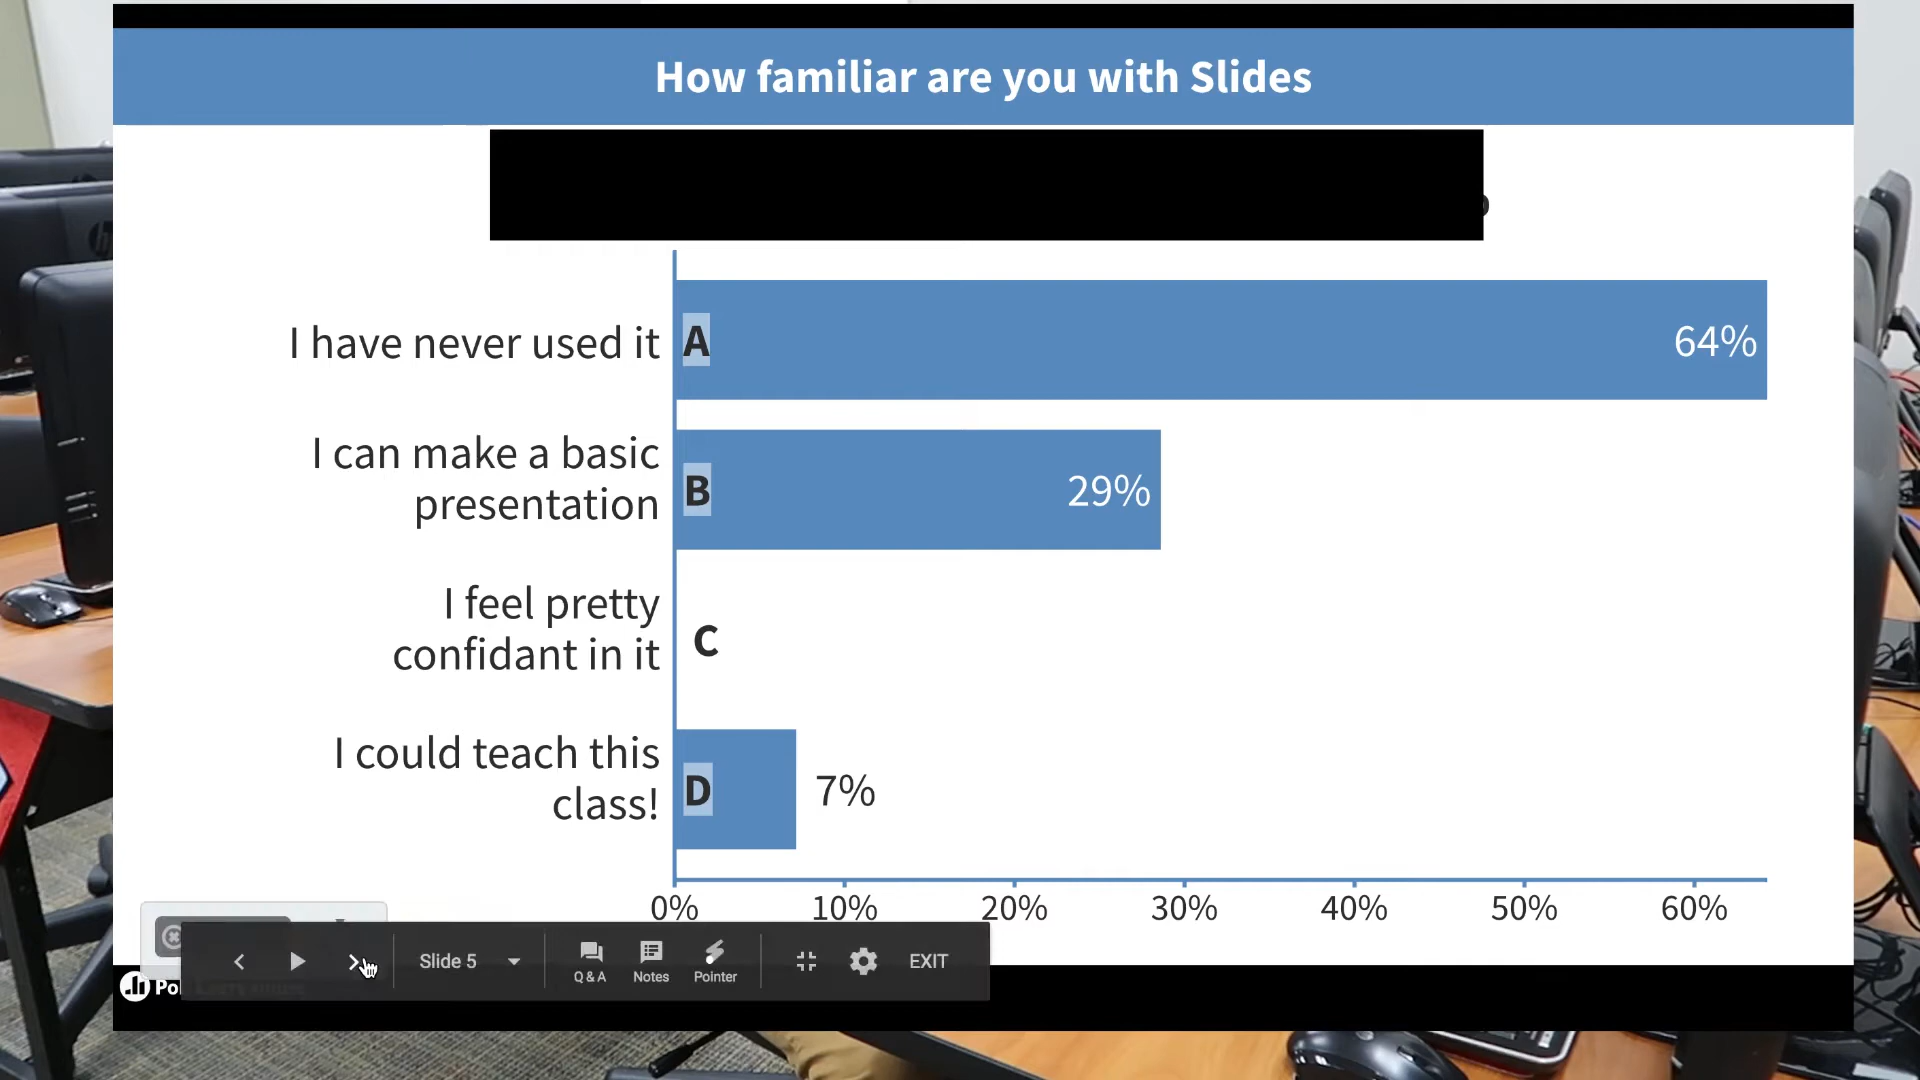 How familiar are you with Slides
I have never used it
A
64%
I can make a basic
presentation
B
29%
I feel pretty
confidant in it
C
I could teach this
class!
D
7%
0% 10% 20% 30% 40% 50% 60%
Slide 5
Q & A
Notes
Pointer
EXIT